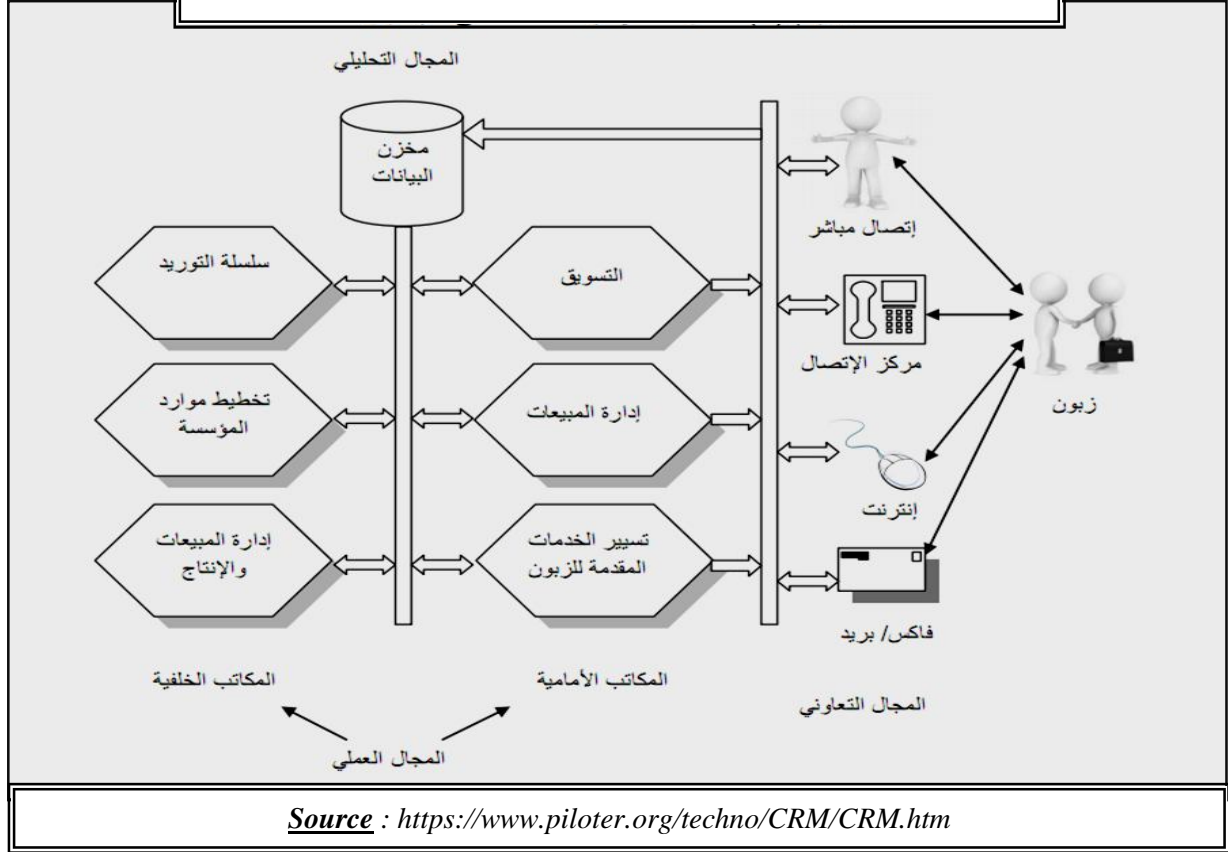 المجال التحليلي
مخزن
البيانات
إتصال مباشر
سلسلة التوريد
التسويق
مركز الإتصال
زبون
تخطيط موارد
المؤسسة
إدارة المبيعات
إنترنت
إدارة المبيعات
والإنتاج
تسيير الخدمات
المقدمة للزبون
فاكس/ بريد
المكاتب الخلفية
المكاتب الأمامية
المجال التعاوني
المجال العملي
Source : https://www.piloter.org/techno/CRM/CRM.htm